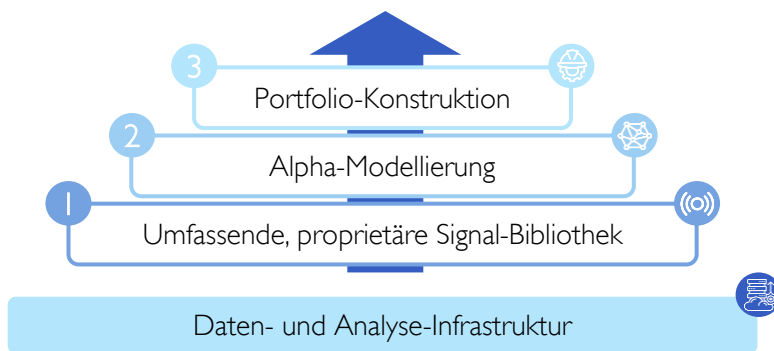 3
Portfolio-Konstruktion
2
Alpha-Modellierung
1
Umfassende, proprietäre Signal-Bibliothek
Daten- und Analyse-Infrastruktur